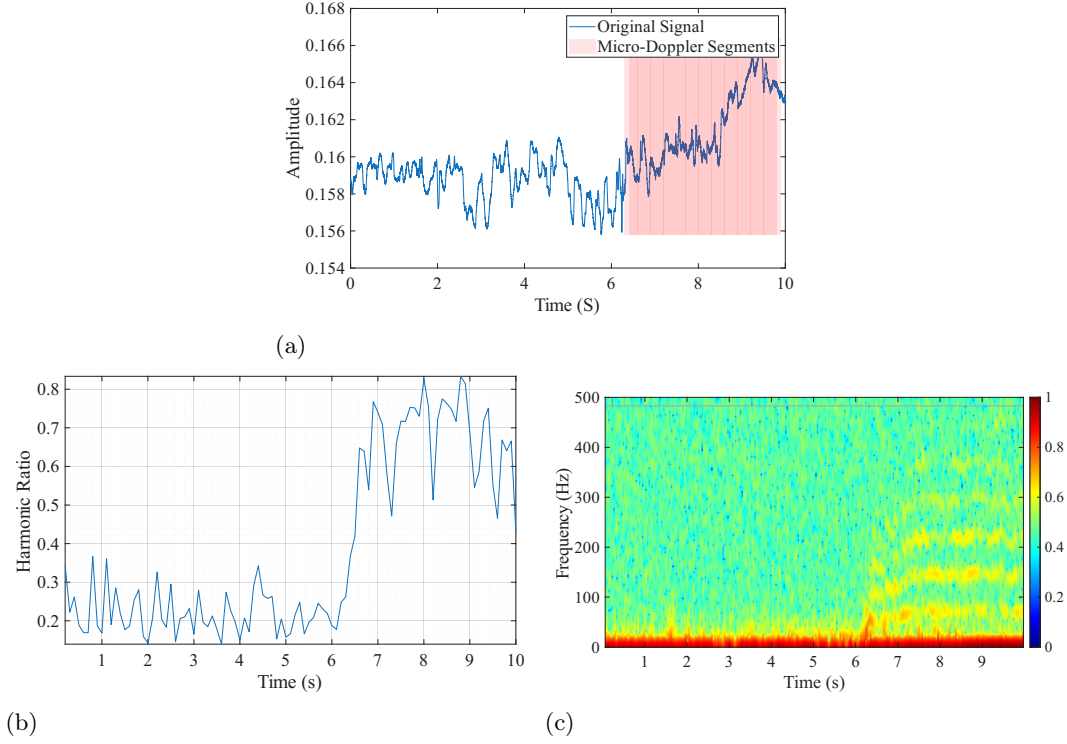 0.168
0.166
0.164
0.162
0.16
0.158
0.156
0.154
Amplitude
Original Signal
Micro-Doppler Segments
0 2 4 6 8 10
Time (S)
(a)
0.8
0.7
0.6
0.5
0.4
0.3
0.2
Harmonic Ratio
1 2 3 4 5 6 7 8 9 10
Time (s)
(b)
500
400
300
200
100
0
Frequency (Hz)
1 2 3 4 5 6 7 8 9
Time (s)
1
0.8
0.6
0.4
0.2
0
(c)